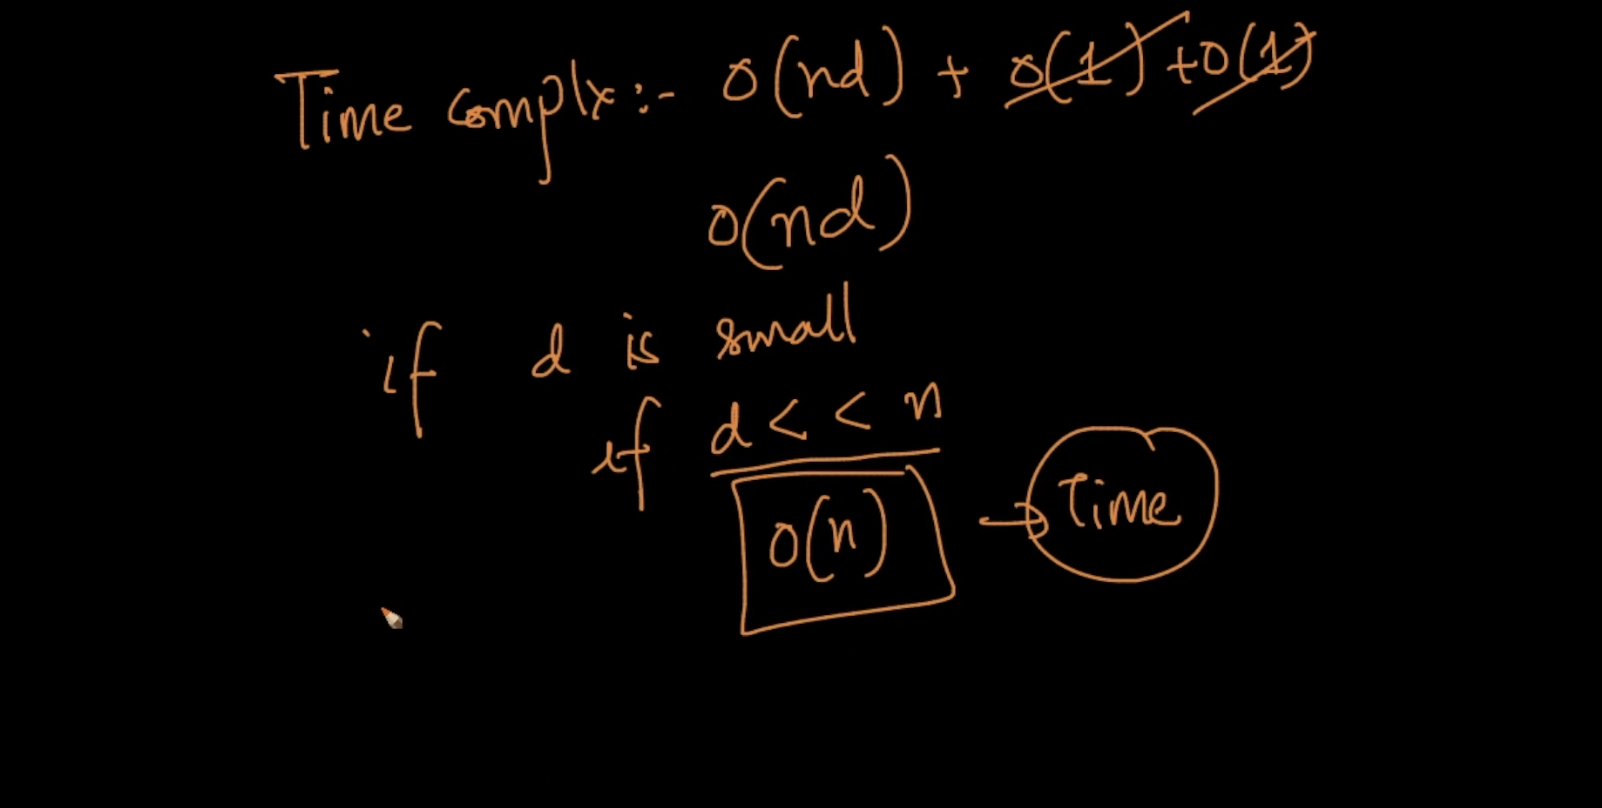 Time complx:- O(nd) + O(1) + O(1)
O(nd)
if d is small
if d << n
O(n) → Time